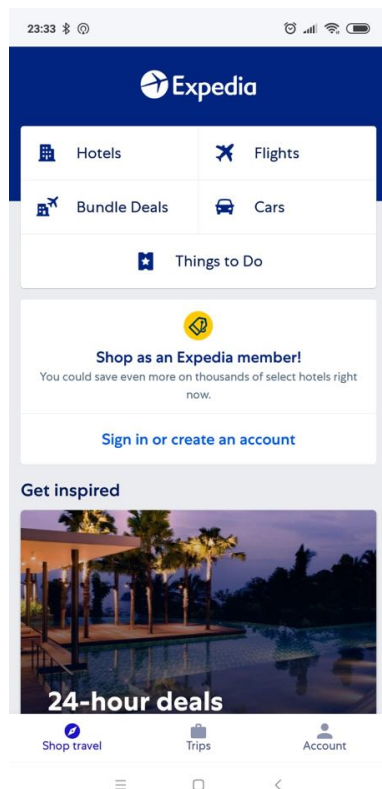 23:33
Expedia
Hotels
Flights
Bundle Deals
Cars
Things to Do
Shop as an Expedia member!
You could save even more on thousands of select hotels right
now.
Sign in or create an account
Get inspired
24-hour deals
Shop travel
Trips
Account